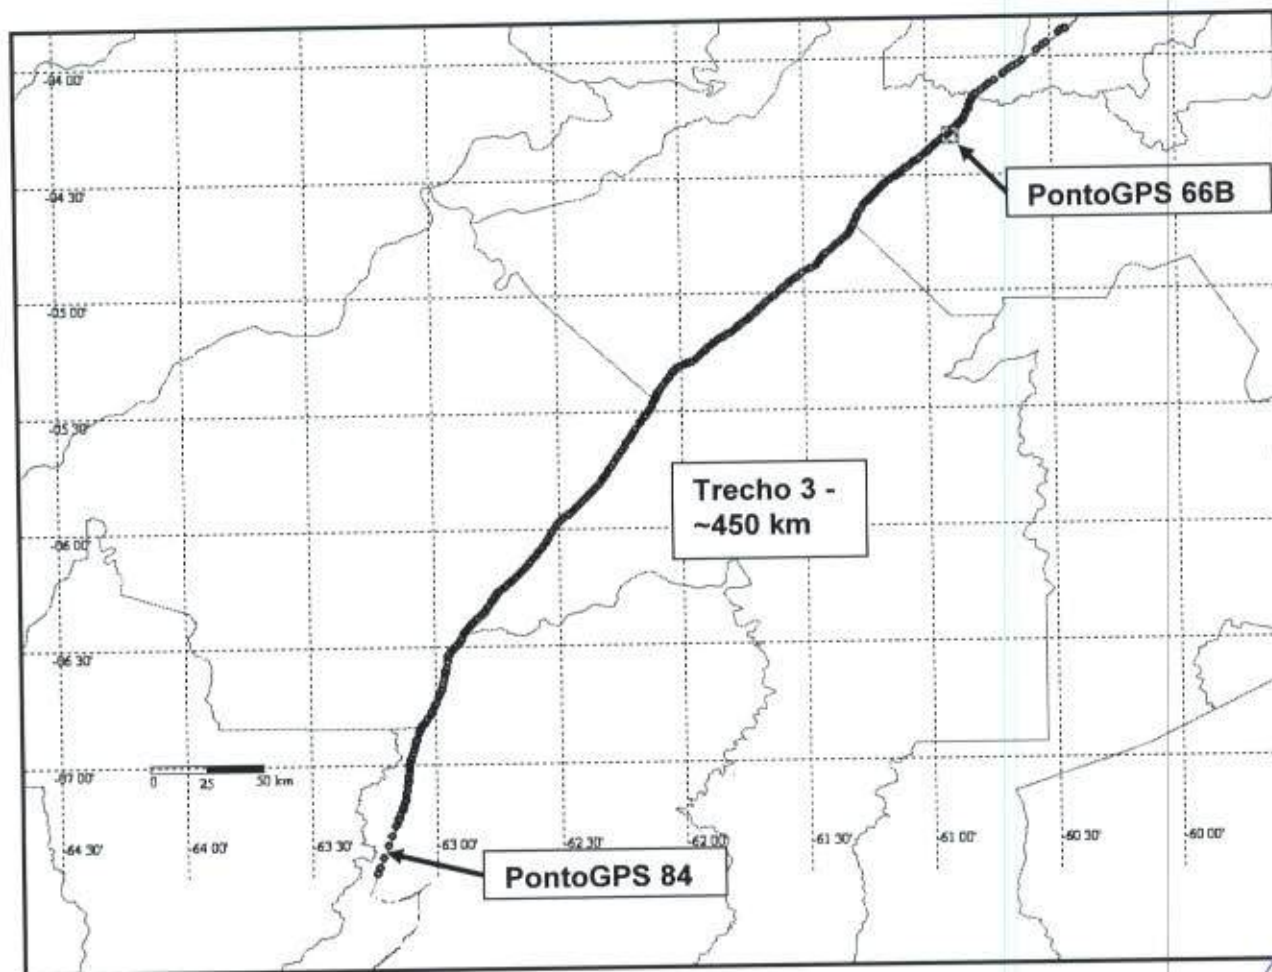 -04 00'
PontoGPS 66B
-04 30'
-05 00'
-05 30'
Trecho 3 -
~450 km
-06 00'
-06 30'
-07 00'
0 25 50 km
-64 30' -64 00' -63 30' -63 00' -62 30' -62 00' -61 30' -61 00' -60 30' -60 00'
PontoGPS 84